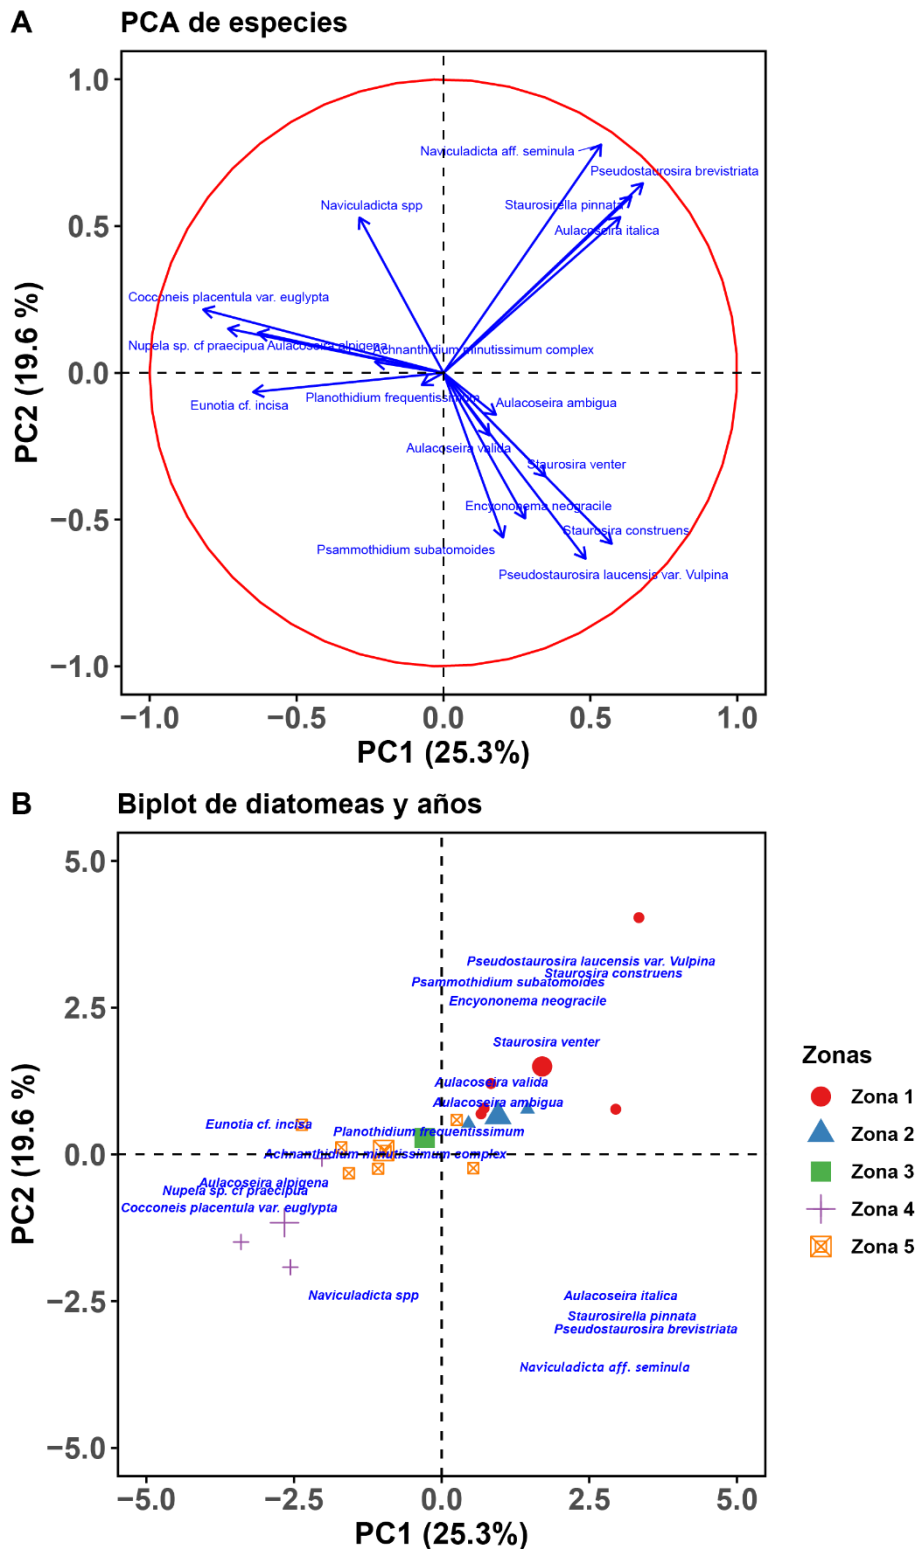 A PCA de especies
1.0
0.5
0.0
−0.5
−1.0
PC2 (19.6 %)
Naviculadicta aff. seminula
Pseudostaurosira brevistriata
Naviculadicta spp
Staurosirella pinnata
Aulacoseira italica
Cocconeis placentula var. euglypta
Nupela sp. cf praecipua
Aulacoseira alpigena
Achnanthidium minutissimum complex
Eunotia cf. incisa
Planothidium frequentissimum
Aulacoseira ambigua
Aulacoseira valida
Staurosira venter
Encyononema neogracile
Staurosira construens
Psammothidium subatomoides
Pseudostaurosira laucensis var. Vulpina
−1.0 −0.5 0.0 0.5 1.0
PC1 (25.3%)
B Biplot de diatomeas y años
5.0
2.5
0.0
−2.5
−5.0
PC2 (19.6 %)
Pseudostaurosira laucensis var. Vulpina
Staurosira construens
Psammothidium subatomoides
Encyononema neogracile
Staurosira venter
Aulacoseira valida
Aulacoseira ambigua
Eunotia cf. incisa
Planothidium frequentissimum
Achnanthidium minutissimum complex
Aulacoseira alpigena
Nupela sp. cf praecipua
Cocconeis placentula var. euglypta
Naviculadicta spp
Aulacoseira italica
Staurosirella pinnata
Pseudostaurosira brevistriata
Naviculadicta aff. seminula
−5.0 −2.5 0.0 2.5 5.0
PC1 (25.3%)
Zonas
Zona 1
Zona 2
Zona 3
Zona 4
Zona 5